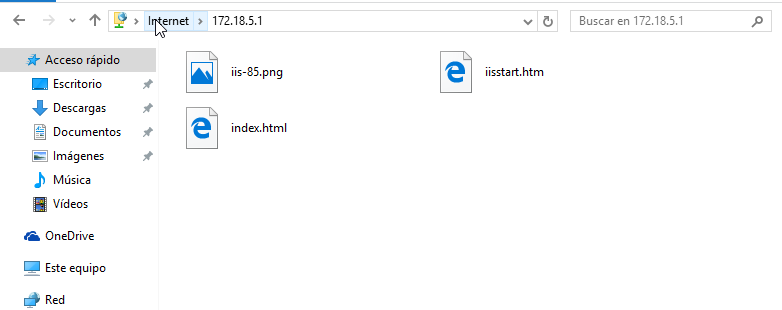 Internet
172.18.5.1
Buscar en 172.18.5.1
Acceso rápido
Escritorio
Descargas
Documentos
Imágenes
Música
Vídeos
OneDrive
Este equipo
Red
iis-85.png
iisstart.htm
index.html